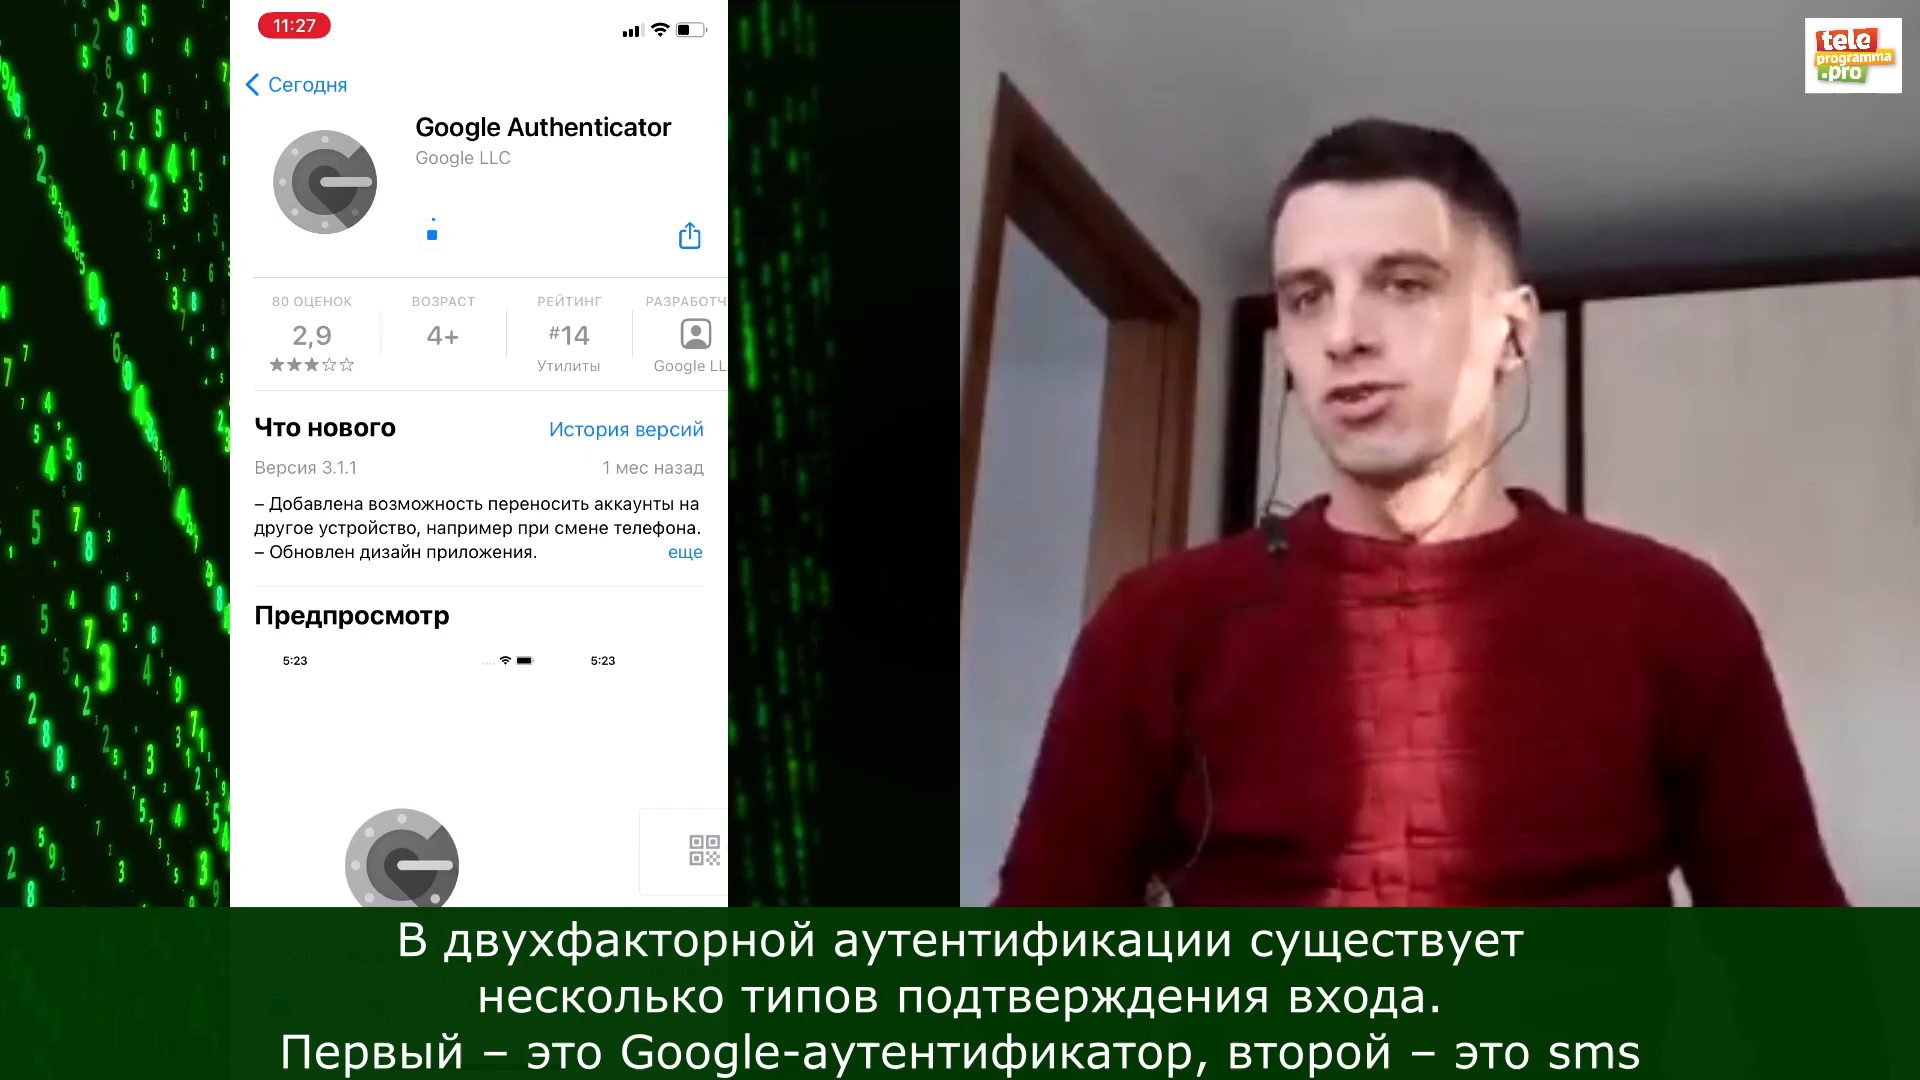 11:27
Сегодня
Google Authenticator
Google LLC
80 ОЦЕНОК
2,9
ВОЗРАСТ
4+
РЕЙТИНГ
#14
Утилиты
РАЗРАБОТЧ
Google LL
Что нового
История версий
Версия 3.1.1
1 мес назад
– Добавлена возможность переносить аккаунты на
другое устройство, например при смене телефона.
– Обновлен дизайн приложения.
еще
Предпросмотр
5:23
5:23
tele
programma
.pro
В двухфакторной аутентификации существует
несколько типов подтверждения входа.
Первый – это Google-аутентификатор, второй – это sms